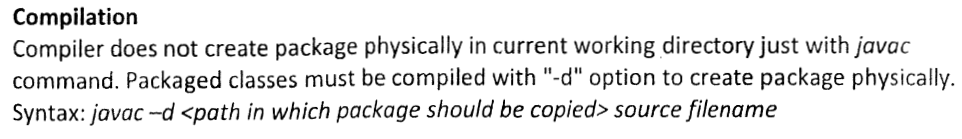 Compilation
Compiler does not create package physically in current working directory just with javac
command. Packaged classes must be compiled with "-d" option to create package physically.
Syntax: javac –d <path in which package should be copied> source filename